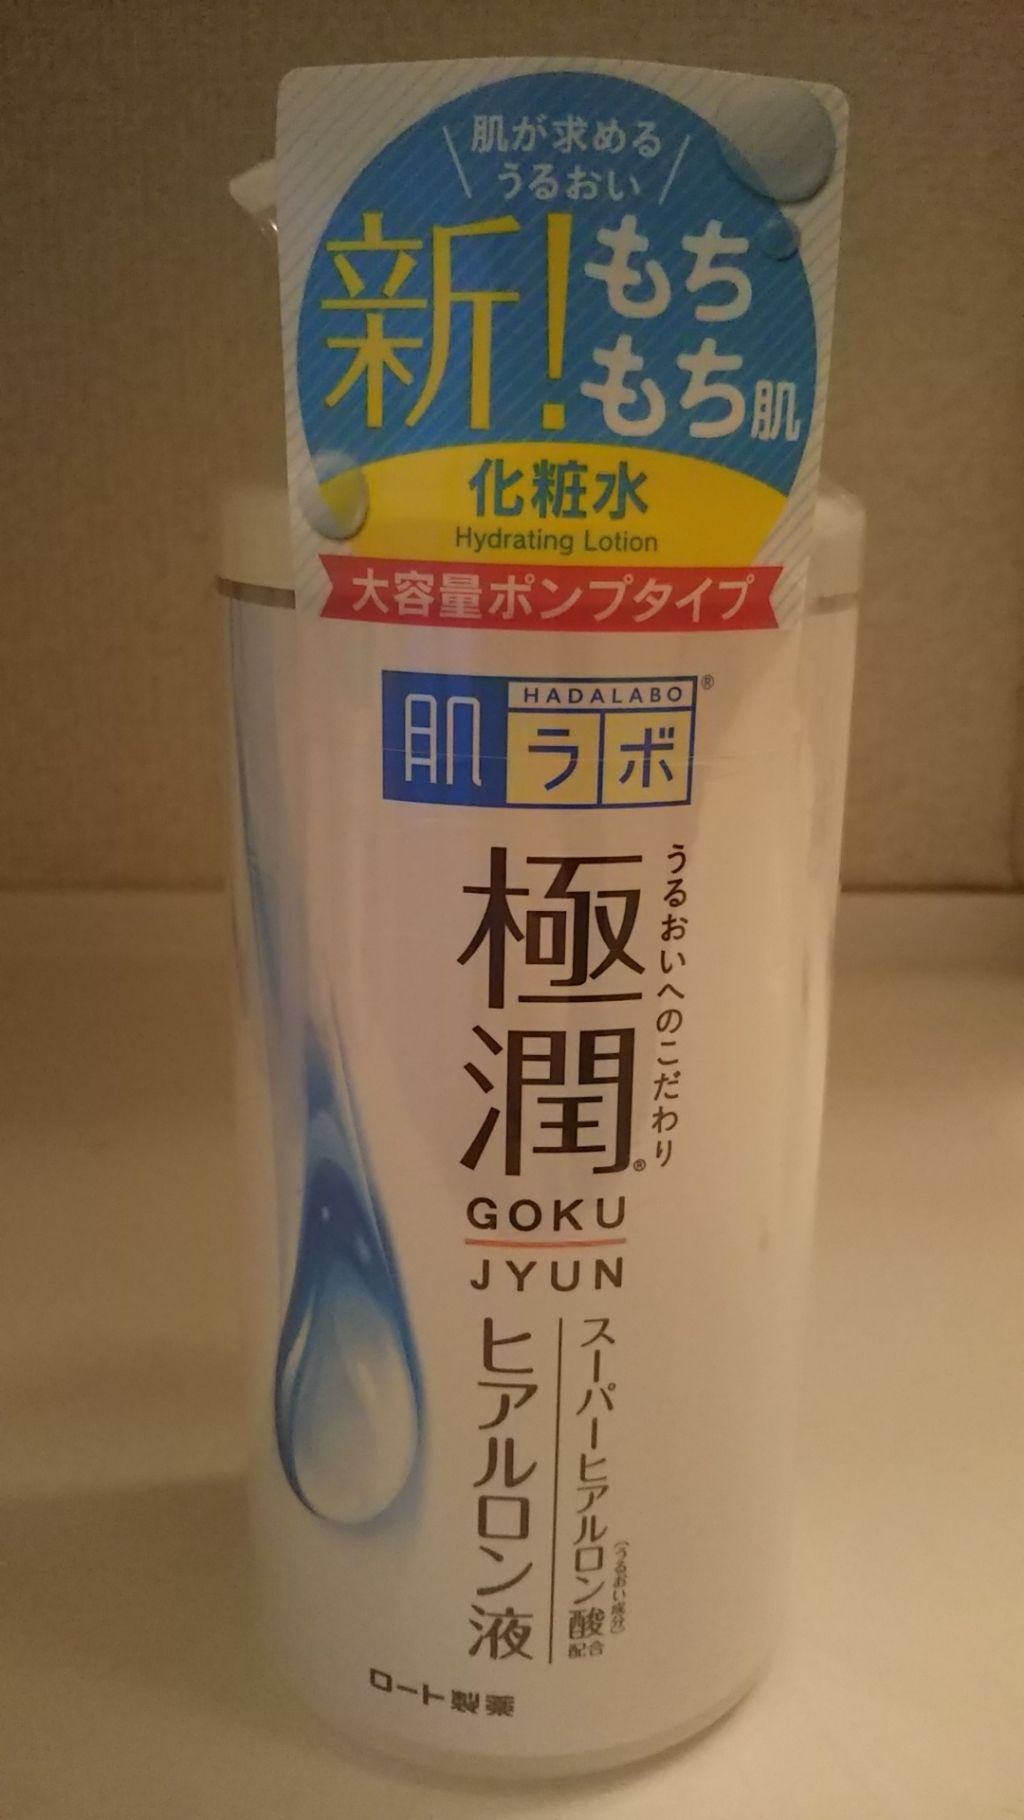 肌が求める
うるおい
新!もち
もち肌
化粧水
Hydrating Lotion
大容量ポンプタイプ
肌ラボ
HADALABO®
極潤®
うるおいへのこだわり
GOKU
JYUN
ヒアルロン液
スーパーヒアルロン酸配合
(うるおい成分)
ロート製薬